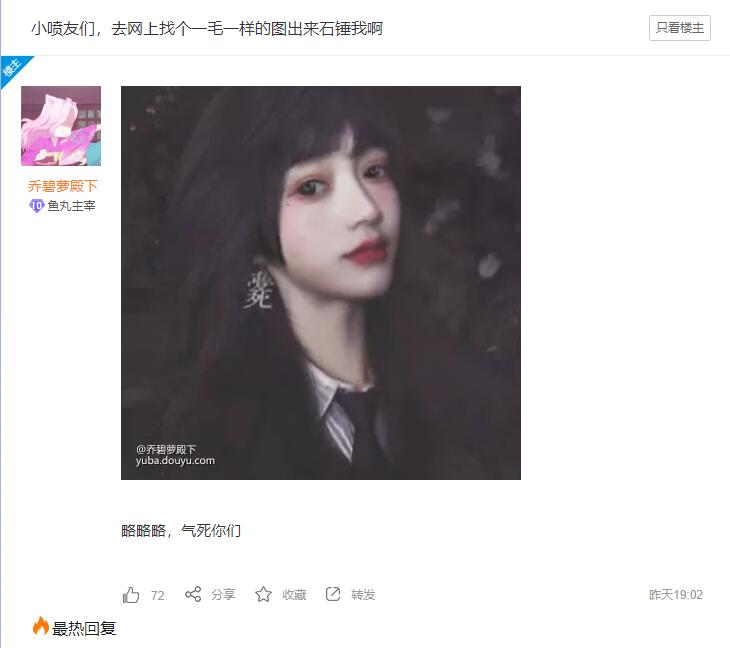 小喷友们，去网上找个一毛一样的图出来石锤我啊
只看楼主
楼主
乔碧萝殿下
10 鱼丸主宰
@乔碧萝殿下
yuba.douyu.com
略略略，气死你们
72 分享 收藏 转发
昨天19:02
最热回复